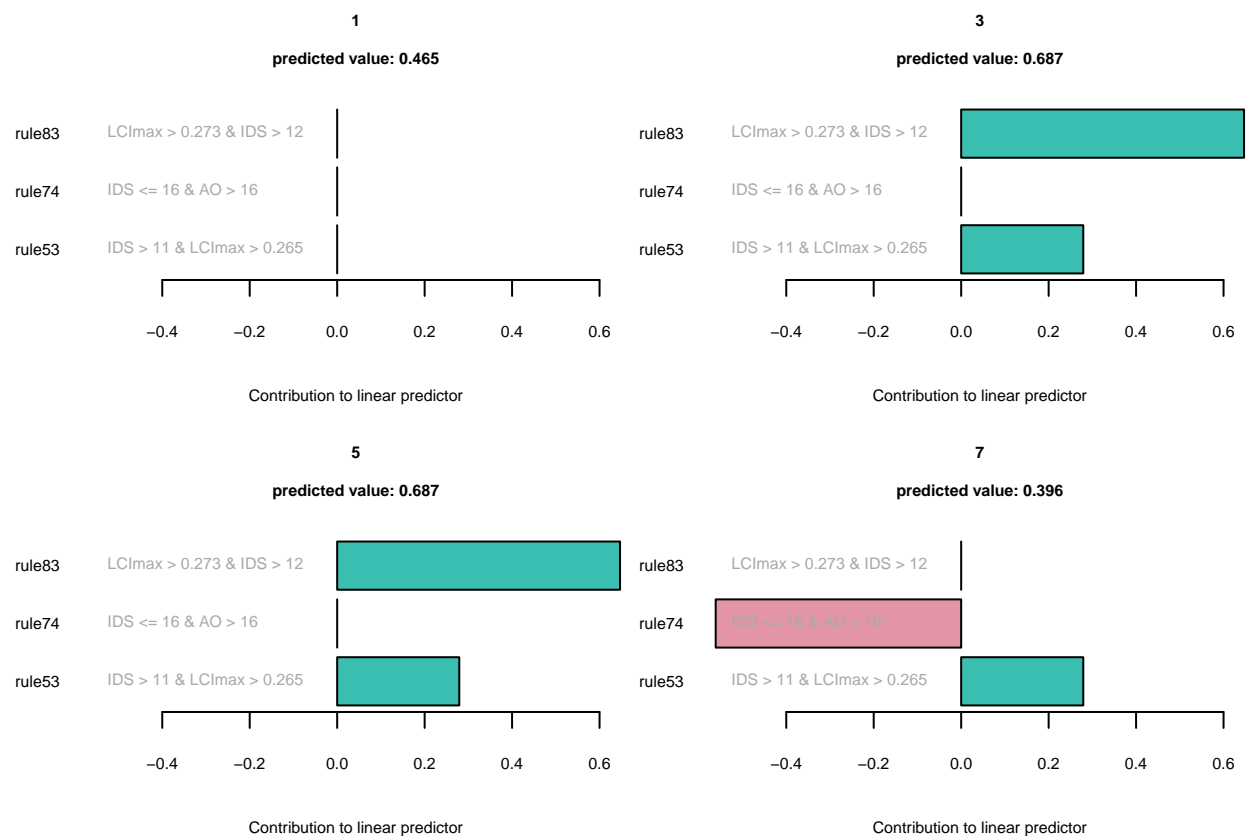 1
predicted value: 0.465
rule83 LCImax > 0.273 & IDS > 12
rule74 IDS <= 16 & AO > 16
rule53 IDS > 11 & LCImax > 0.265
−0.4 −0.2 0.0 0.2 0.4 0.6
Contribution to linear predictor
3
predicted value: 0.687
rule83 LCImax > 0.273 & IDS > 12
rule74 IDS <= 16 & AO > 16
rule53 IDS > 11 & LCImax > 0.265
−0.4 −0.2 0.0 0.2 0.4 0.6
Contribution to linear predictor
5
predicted value: 0.687
rule83 LCImax > 0.273 & IDS > 12
rule74 IDS <= 16 & AO > 16
rule53 IDS > 11 & LCImax > 0.265
−0.4 −0.2 0.0 0.2 0.4 0.6
Contribution to linear predictor
7
predicted value: 0.396
rule83 LCImax > 0.273 & IDS > 12
rule74 IDS <= 16 & AO > 16
rule53 IDS > 11 & LCImax > 0.265
−0.4 −0.2 0.0 0.2 0.4 0.6
Contribution to linear predictor